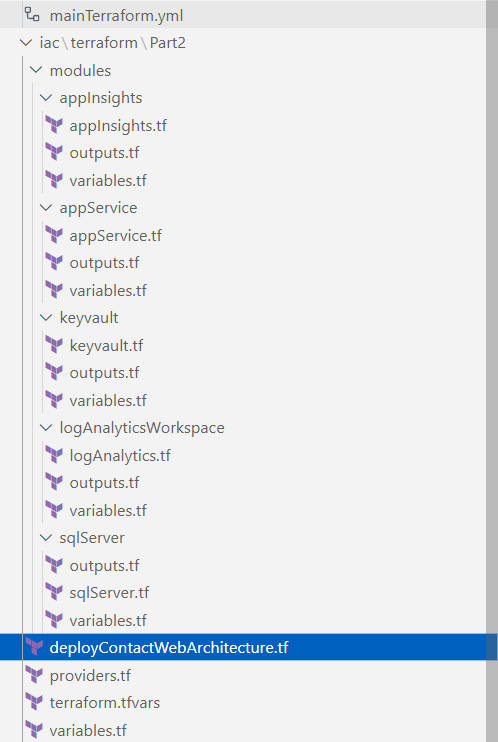 mainTerraform.yml
iac\terraform\Part2
modules
appInsights
appInsights.tf
outputs.tf
variables.tf
appService
appService.tf
outputs.tf
variables.tf
keyvault
keyvault.tf
outputs.tf
variables.tf
logAnalyticsWorkspace
logAnalytics.tf
outputs.tf
variables.tf
sqlServer
outputs.tf
sqlServer.tf
variables.tf
deployContactWebArchitecture.tf
providers.tf
terraform.tfvars
variables.tf